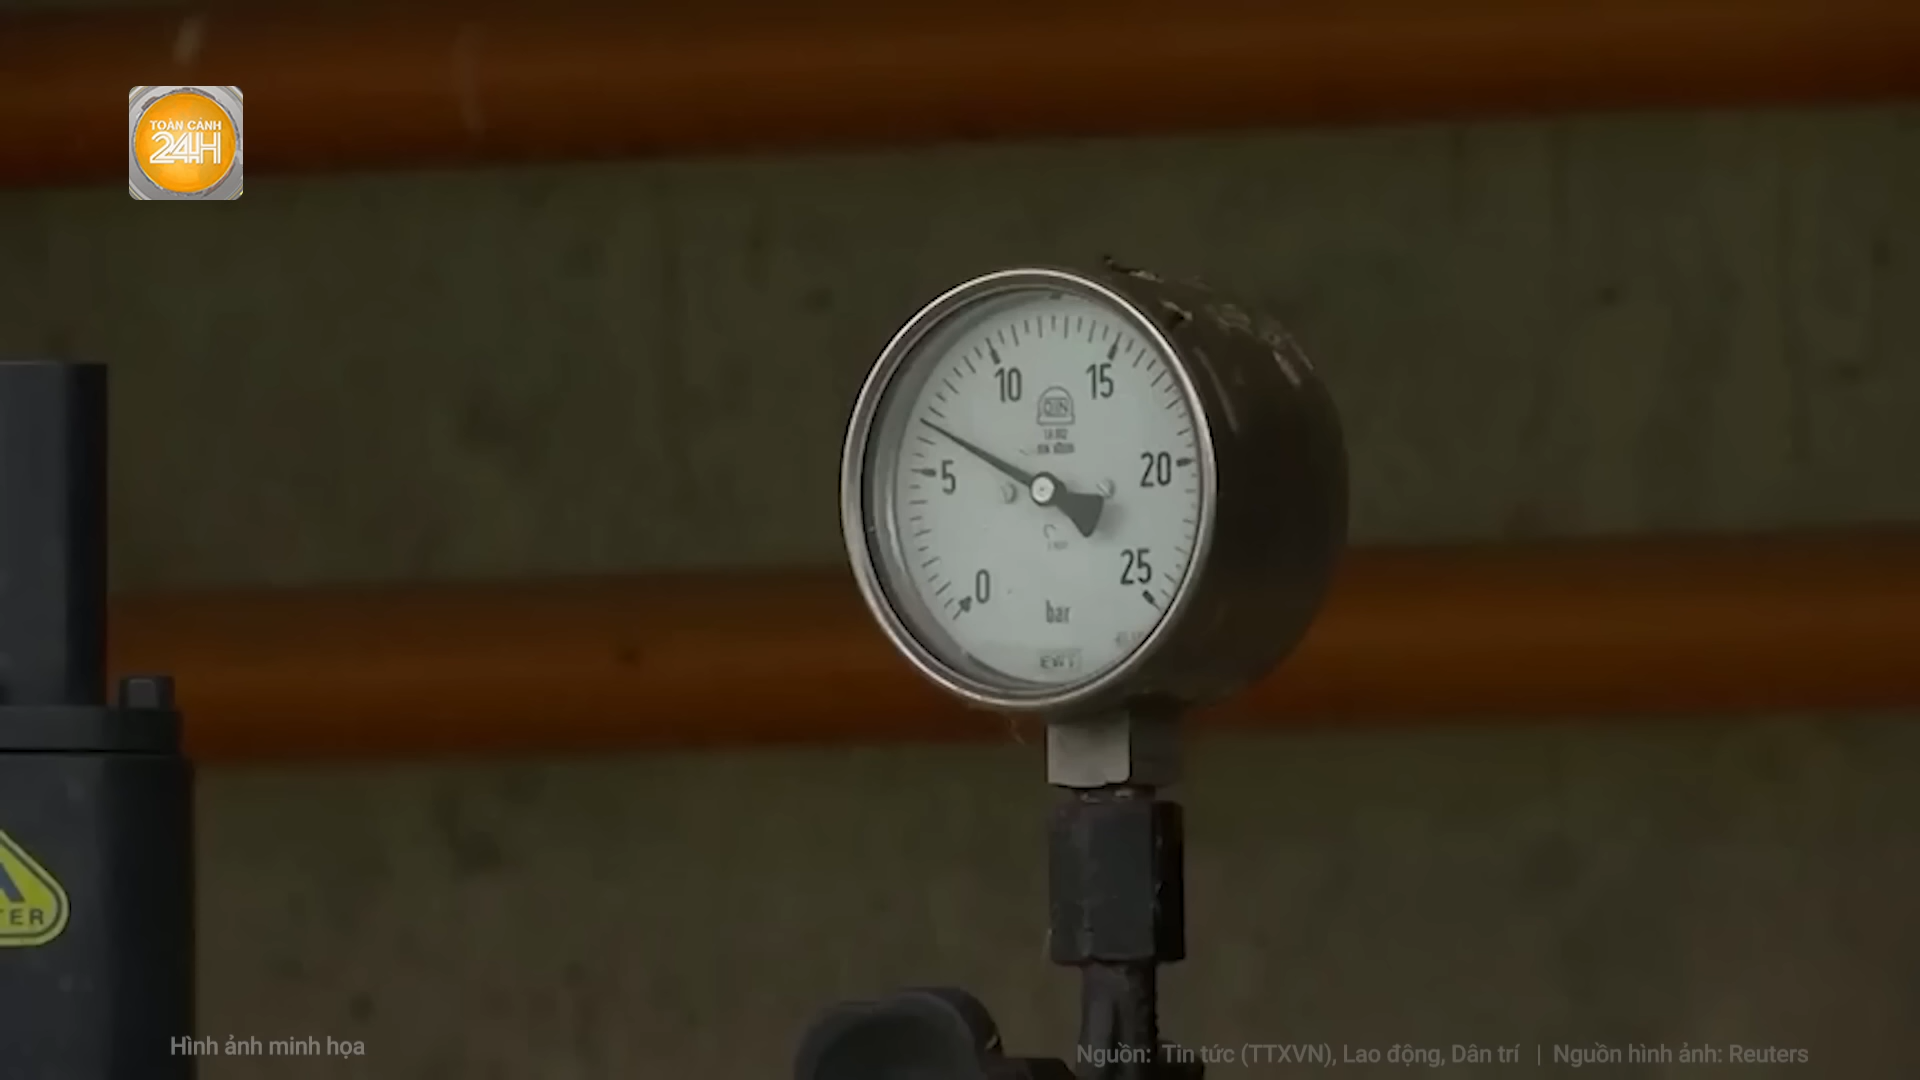 TOÀN CẢNH
24H
10
15
5
20
0
25
bar
TER
Hình ảnh minh họa
Nguồn: Tin tức (TTXVN), Lao động, Dân trí | Nguồn hình ảnh: Reuters